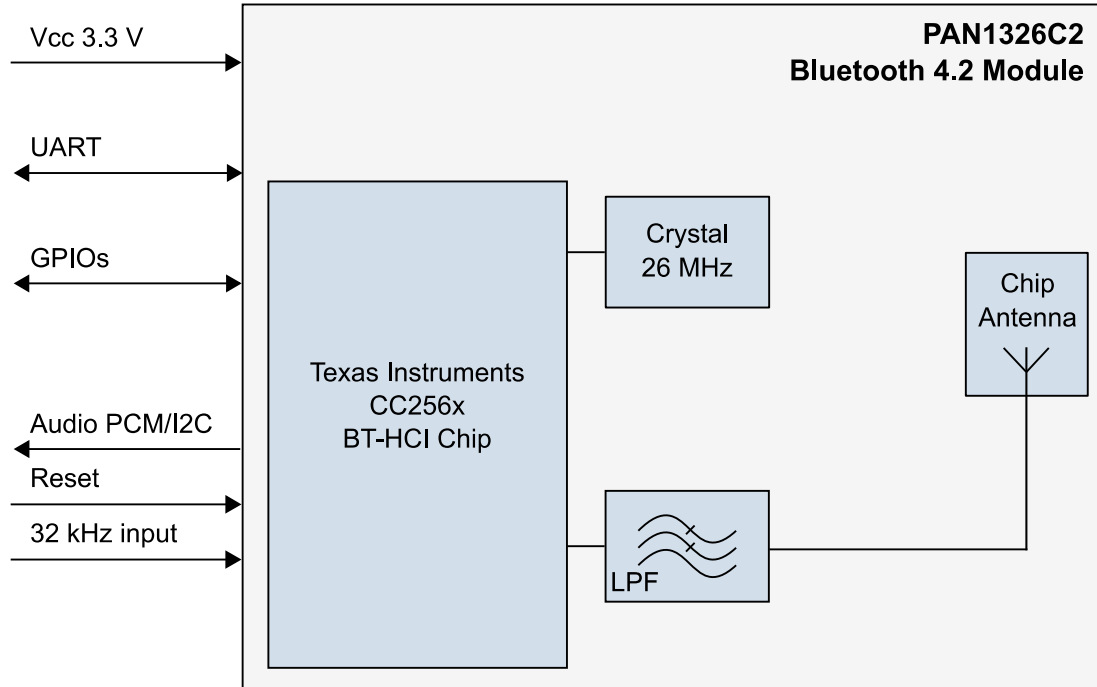 PAN1326C2
Bluetooth 4.2 Module
Vcc 3.3 V
UART
GPIOs
Audio PCM/I2C
Reset
32 kHz input
Texas Instruments
CC256x
BT-HCI Chip
Crystal
26 MHz
LPF
Chip
Antenna